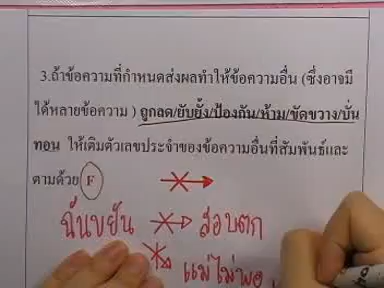 3.ถ้าข้อความที่กำหนดส่งผลทำให้ข้อความอื่น (ซึ่งอาจมี
ได้หลายข้อความ ) ถูกลด/ยับยั้ง/ป้องกัน/ห้าม/ขัดขวาง/บั่น
ทอน ให้เติมตัวเลขประจำของข้อความอื่นที่สัมพันธ์และ
ตามด้วย F
ฉันขยัน สอบตก
แม่ไม่พอ